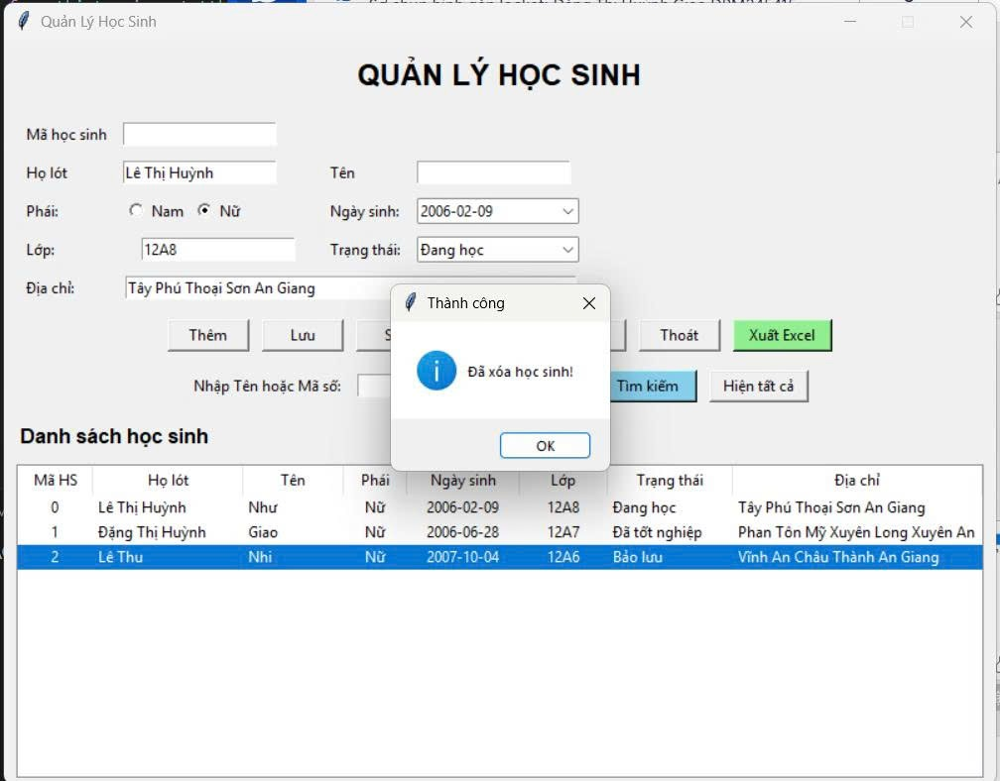 Quản Lý Học Sinh
QUẢN LÝ HỌC SINH
Mã học sinh
Họ lót Lê Thị Huỳnh Tên
Phái: Nam Nữ Ngày sinh: 2006-02-09
Lớp: 12A8 Trạng thái: Đang học
Địa chỉ: Tây Phú Thoại Sơn An Giang
Thành công
Thêm Lưu S Thoát Xuất Excel
Đã xóa học sinh!
Nhập Tên hoặc Mã số: Tìm kiếm Hiện tất cả
OK
Danh sách học sinh
Mã HS Họ lót Tên Phái Ngày sinh Lớp Trạng thái Địa chỉ
0 Lê Thị Huỳnh Như Nữ 2006-02-09 12A8 Đang học Tây Phú Thoại Sơn An Giang
1 Đặng Thị Huỳnh Giao Nữ 2006-06-28 12A7 Đã tốt nghiệp Phan Tôn Mỹ Xuyên Long Xuyên An
2 Lê Thu Nhi Nữ 2007-10-04 12A6 Bảo lưu Vĩnh An Châu Thành An Giang